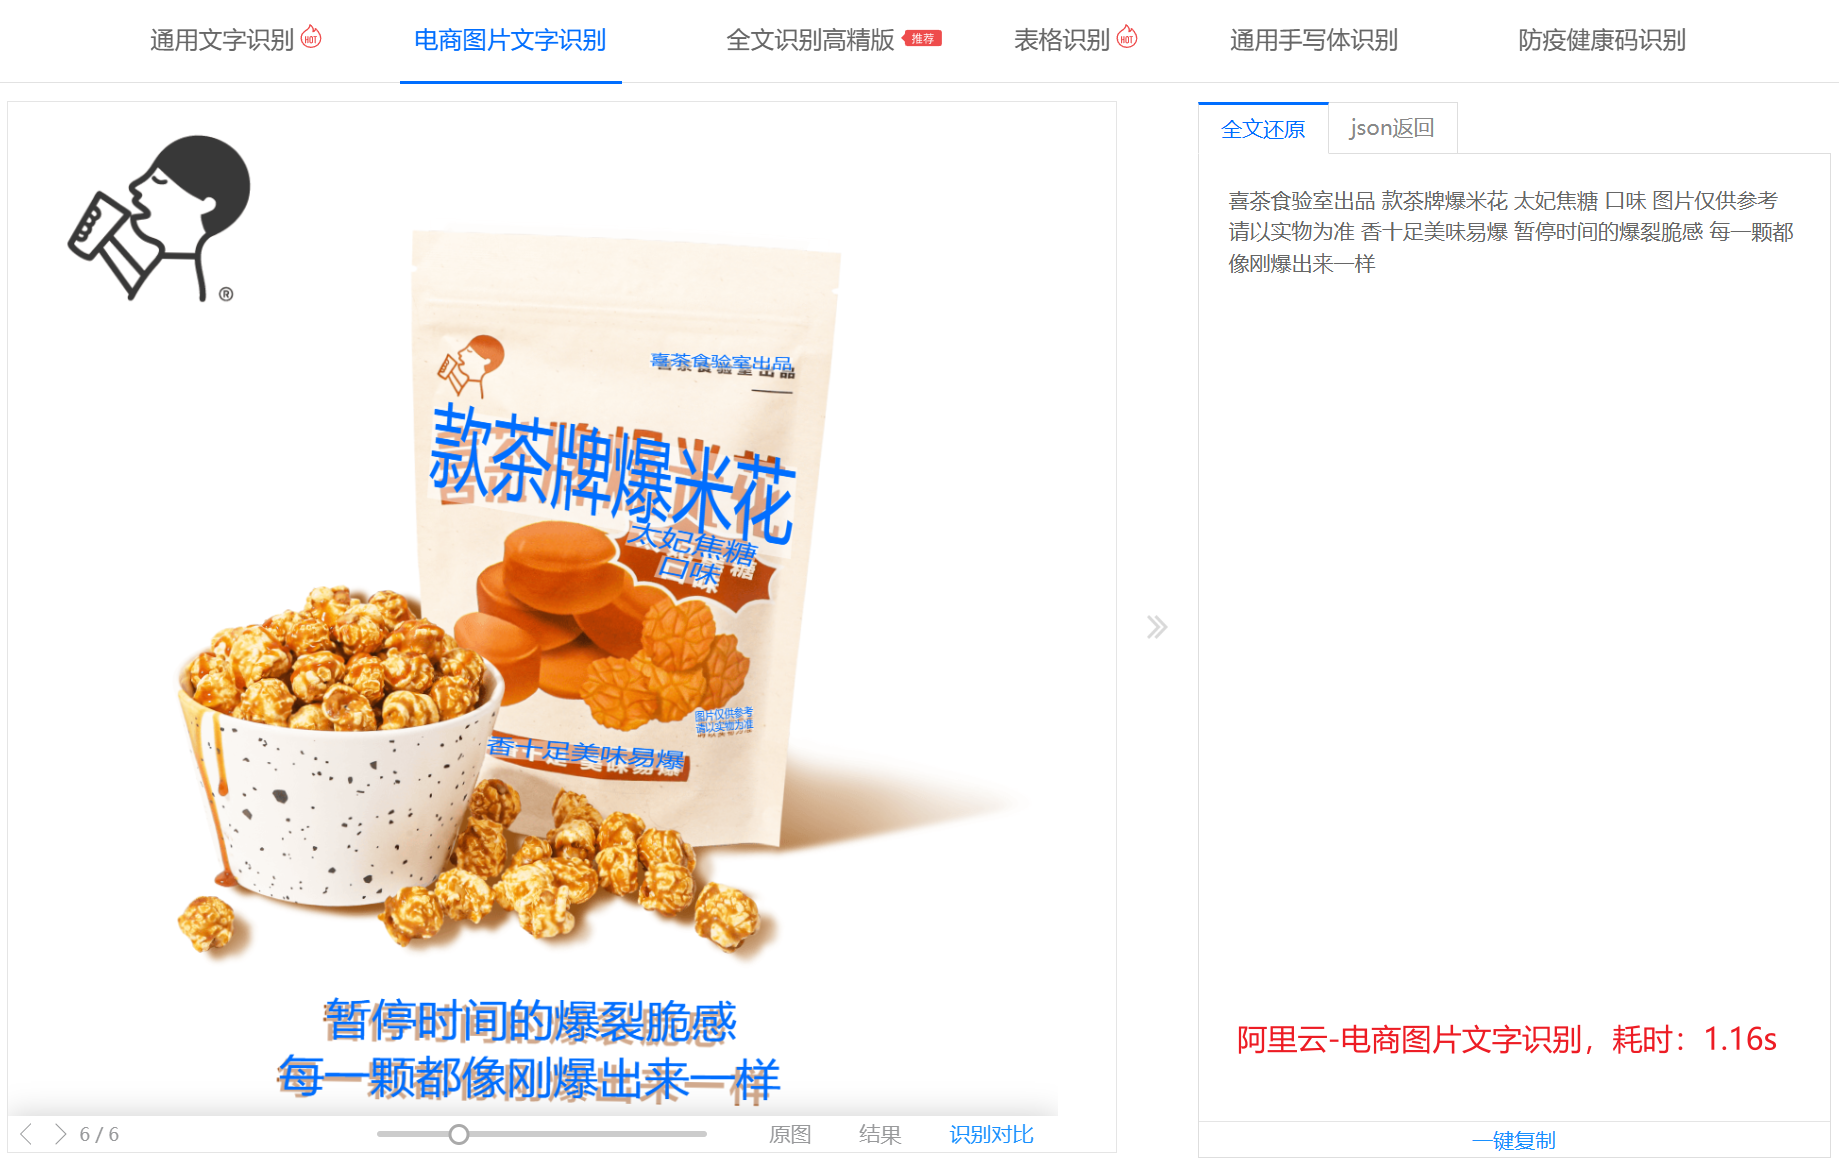 通用文字识别 HOT
电商图片文字识别
全文识别高精版 推荐
表格识别 HOT
通用手写体识别
防疫健康码识别
®
喜茶食验室出品
款茶牌爆米花
太妃焦糖
口味
图片仅供参考
请以实物为准
香十足美味易爆
暂停时间的爆裂脆感
每一颗都像刚爆出来一样
6 / 6
原图
结果
识别对比
全文还原
json返回
喜茶食验室出品 款茶牌爆米花 太妃焦糖 口味 图片仅供参考
请以实物为准 香十足美味易爆 暂停时间的爆裂脆感 每一颗都
像刚爆出来一样
阿里云-电商图片文字识别，耗时：1.16s
一键复制